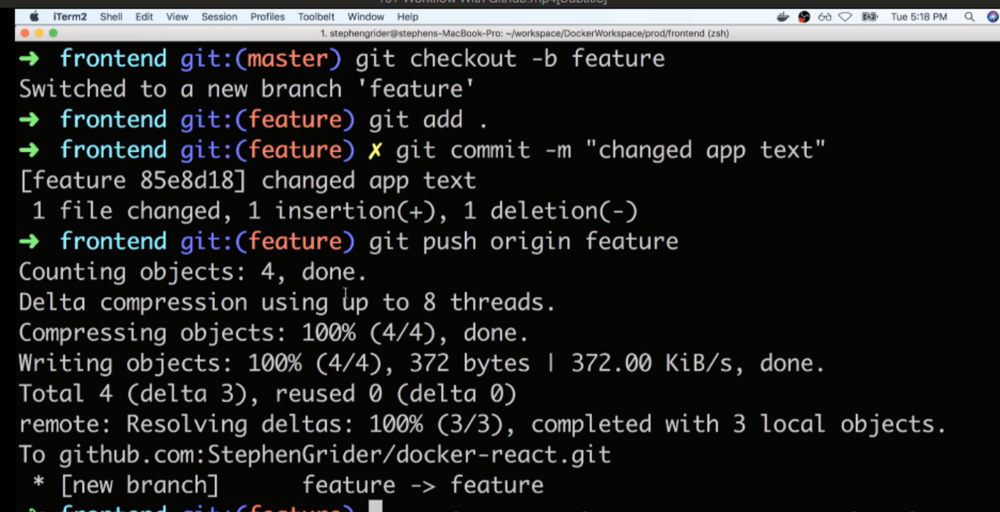 Workflow With Github.mp4[Subtitle]
iTerm2 Shell Edit View Session Profiles Toolbelt Window Help Tue 5:18 PM
1. stephengrider@stephens-MacBook-Pro: ~/workspace/DockerWorkspace/prod/frontend (zsh)
➜ frontend git:(master) git checkout -b feature
Switched to a new branch 'feature'
➜ frontend git:(feature) git add .
➜ frontend git:(feature) ✗ git commit -m "changed app text"
[feature 85e8d18] changed app text
1 file changed, 1 insertion(+), 1 deletion(-)
➜ frontend git:(feature) git push origin feature
Counting objects: 4, done.
Delta compression using up to 8 threads.
Compressing objects: 100% (4/4), done.
Writing objects: 100% (4/4), 372 bytes | 372.00 KiB/s, done.
Total 4 (delta 3), reused 0 (delta 0)
remote: Resolving deltas: 100% (3/3), completed with 3 local objects.
To github.com:StephenGrider/docker-react.git
* [new branch] feature -> feature
➜ frontend git:(feature)